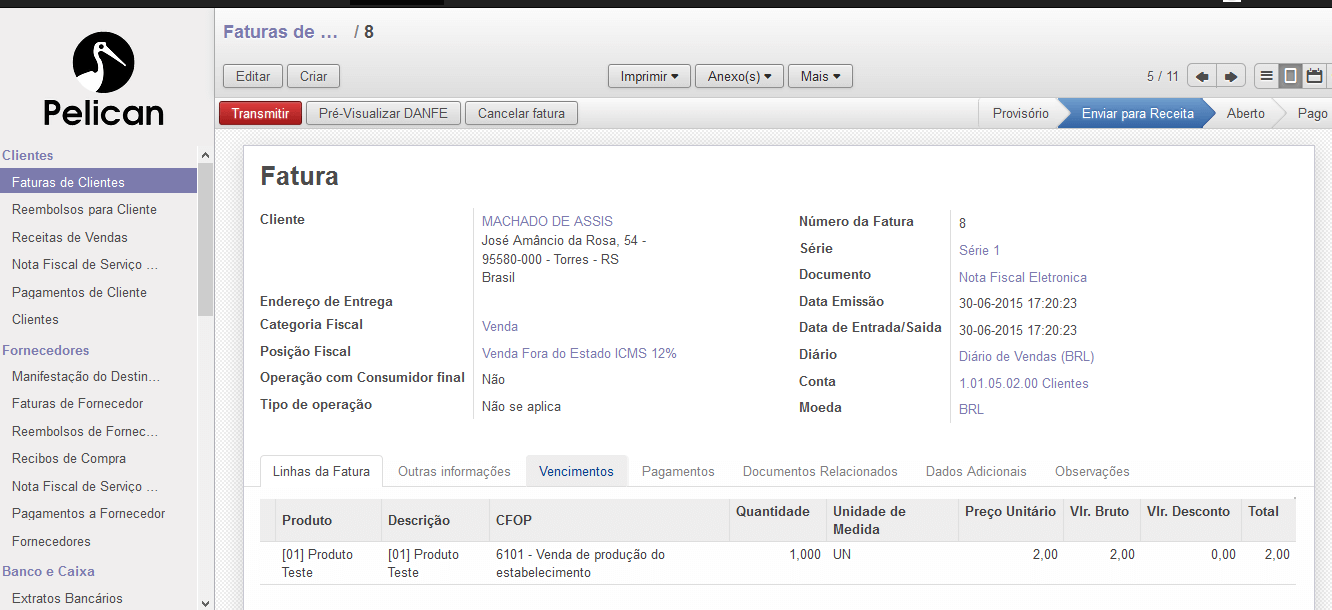 Pelican
Clientes
Faturas de Clientes
Reembolsos para Cliente
Receitas de Vendas
Nota Fiscal de Serviço ...
Pagamentos de Cliente
Clientes
Fornecedores
Manifestação do Destin...
Faturas de Fornecedor
Reembolsos de Fornec...
Recibos de Compra
Nota Fiscal de Serviço ...
Pagamentos a Fornecedor
Fornecedores
Banco e Caixa
Extratos Bancários
Faturas de ... / 8
Editar Criar Imprimir Anexo(s) Mais 5 / 11
Transmitir Pré-Visualizar DANFE Cancelar fatura Provisório Enviar para Receita Aberto Pago
Fatura
Cliente
MACHADO DE ASSIS
José Amâncio da Rosa, 54 -
95580-000 - Torres - RS
Brasil
Endereço de Entrega
Categoria Fiscal Venda
Posição Fiscal Venda Fora do Estado ICMS 12%
Operação com Consumidor final Não
Tipo de operação Não se aplica
Número da Fatura 8
Série Série 1
Documento Nota Fiscal Eletronica
Data Emissão 30-06-2015 17:20:23
Data de Entrada/Saida 30-06-2015 17:20:23
Diário Diário de Vendas (BRL)
Conta 1.01.05.02.00 Clientes
Moeda BRL
Linhas da Fatura Outras informações Vencimentos Pagamentos Documentos Relacionados Dados Adicionais Observações
Produto Descrição CFOP Quantidade Unidade de Preço Unitário Vlr. Bruto Vlr. Desconto Total
Medida
[01] Produto [01] Produto 6101 - Venda de produção do 1,000 UN 2,00 2,00 0,00 2,00
Teste Teste estabelecimento